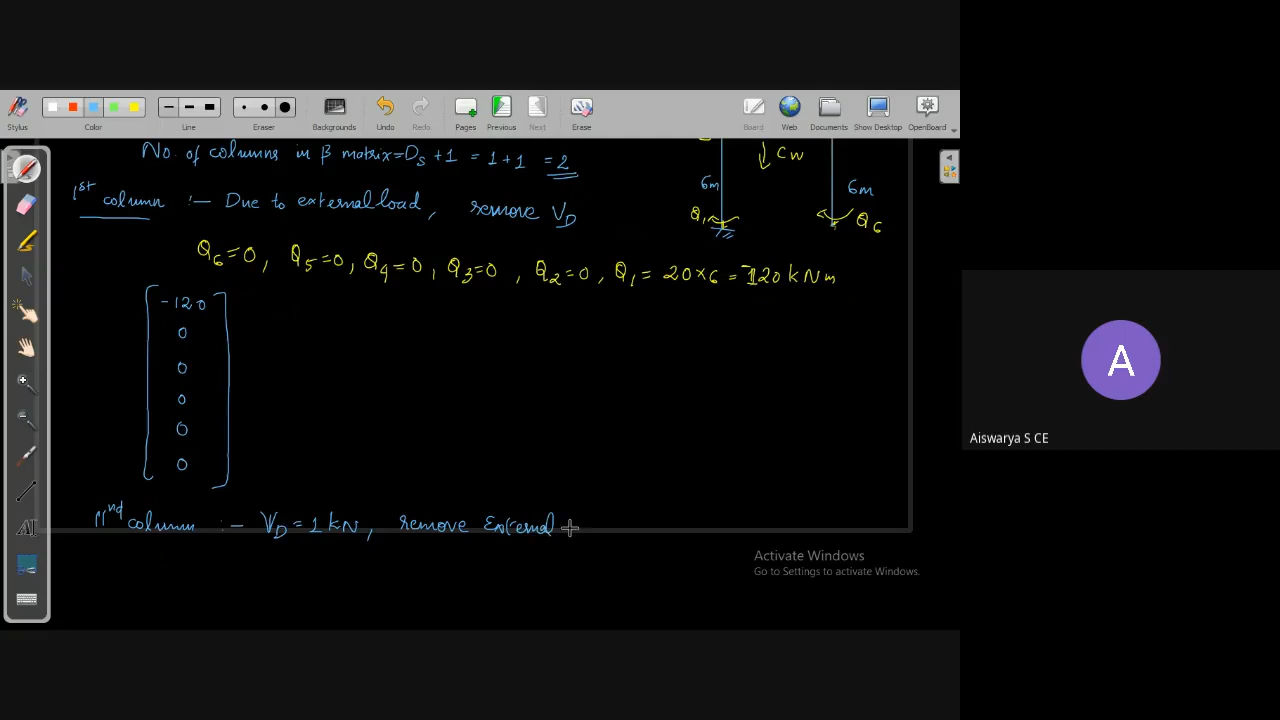 Stylus Color Line Eraser Backgrounds Undo Redo Pages Previous Next Erase Board Web Documents Show Desktop OpenBoard
No. of columns in β matrix = Ds + 1 = 1+1 = 2
CW
6m
6m
1st column :- Due to external load, remove VD
Q1
Q6
Q6=0, Q5=0, Q4=0, Q3=0, Q2=0, Q1= 20×6 = -120 kNm
-120
0
0
0
0
0
IInd column :- VD = 1 kN, remove External
A
Aiswarya S CE
Activate Windows
Go to Settings to activate Windows.